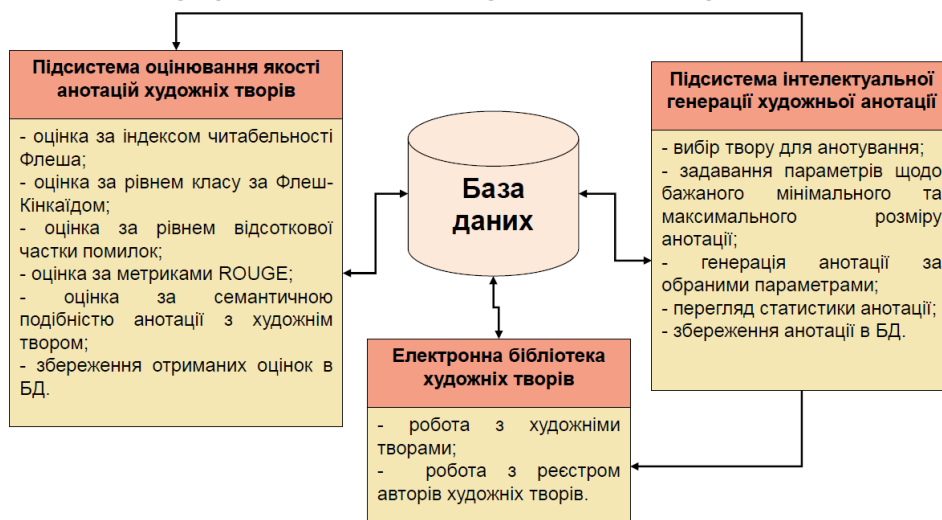 Підсистема оцінювання якості
анотацій художніх творів
- оцінка за індексом читабельності
Флеша;
- оцінка за рівнем класу за Флеш-
Кінкаїдом;
- оцінка за рівнем відсоткової
частки помилок;
- оцінка за метриками ROUGE;
- оцінка за семантичною
подібністю анотації з художнім
твором;
- збереження отриманих оцінок в
БД.
База
даних
Підсистема інтелектуальної
генерації художньої анотації
- вибір твору для анотування;
- задавання параметрів щодо
бажаного мінімального та
максимального розміру
анотації;
- генерація анотації за
обраними параметрами;
- перегляд статистики анотації;
- збереження анотації в БД.
Електронна бібліотека
художніх творів
- робота з художніми
творами;
- робота з реєстром
авторів художніх творів.